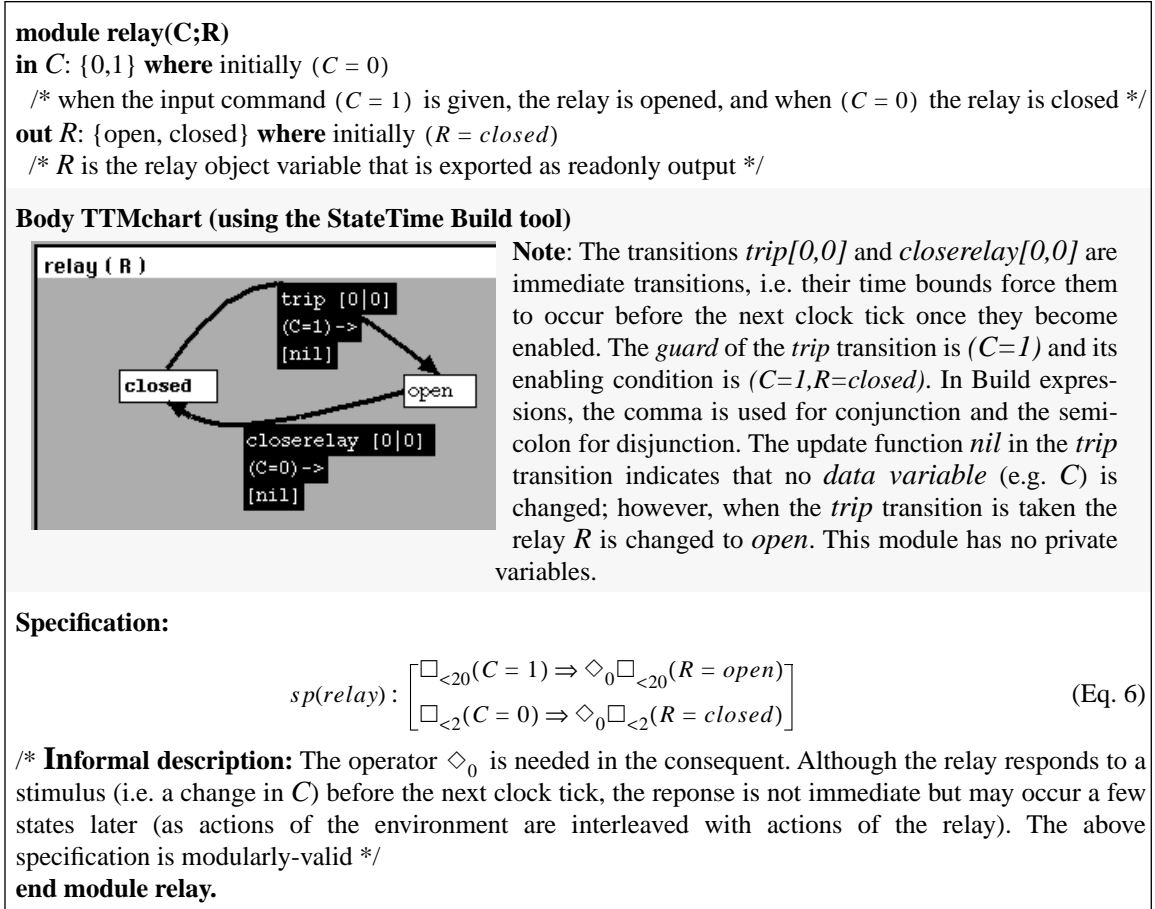 module relay(C;R)
in C: {0,1} where initially (C = 0)
/* when the input command (C = 1) is given, the relay is opened, and when (C = 0) the relay is closed */
out R: {open, closed} where initially (R = closed)
/* R is the relay object variable that is exported as readonly output */
Body TTMchart (using the StateTime Build tool)
relay ( R )
trip [0|0]
(C=1)->
[nil]
closed
open
closerelay [0|0]
(C=0)->
[nil]
Note: The transitions trip[0,0] and closerelay[0,0] are
immediate transitions, i.e. their time bounds force them
to occur before the next clock tick once they become
enabled. The guard of the trip transition is (C=1) and its
enabling condition is (C=1,R=closed). In Build expres-
sions, the comma is used for conjunction and the semi-
colon for disjunction. The update function nil in the trip
transition indicates that no data variable (e.g. C) is
changed; however, when the trip transition is taken the
relay R is changed to open. This module has no private
variables.
Specification:
sp(relay): [□<20(C = 1) ⇒ ◇0□<20(R = open)
□<2(C = 0) ⇒ ◇0□<2(R = closed)] (Eq. 6)
/* Informal description: The operator ◇0 is needed in the consequent. Although the relay responds to a
stimulus (i.e. a change in C) before the next clock tick, the reponse is not immediate but may occur a few
states later (as actions of the environment are interleaved with actions of the relay). The above
specification is modularly-valid */
end module relay.